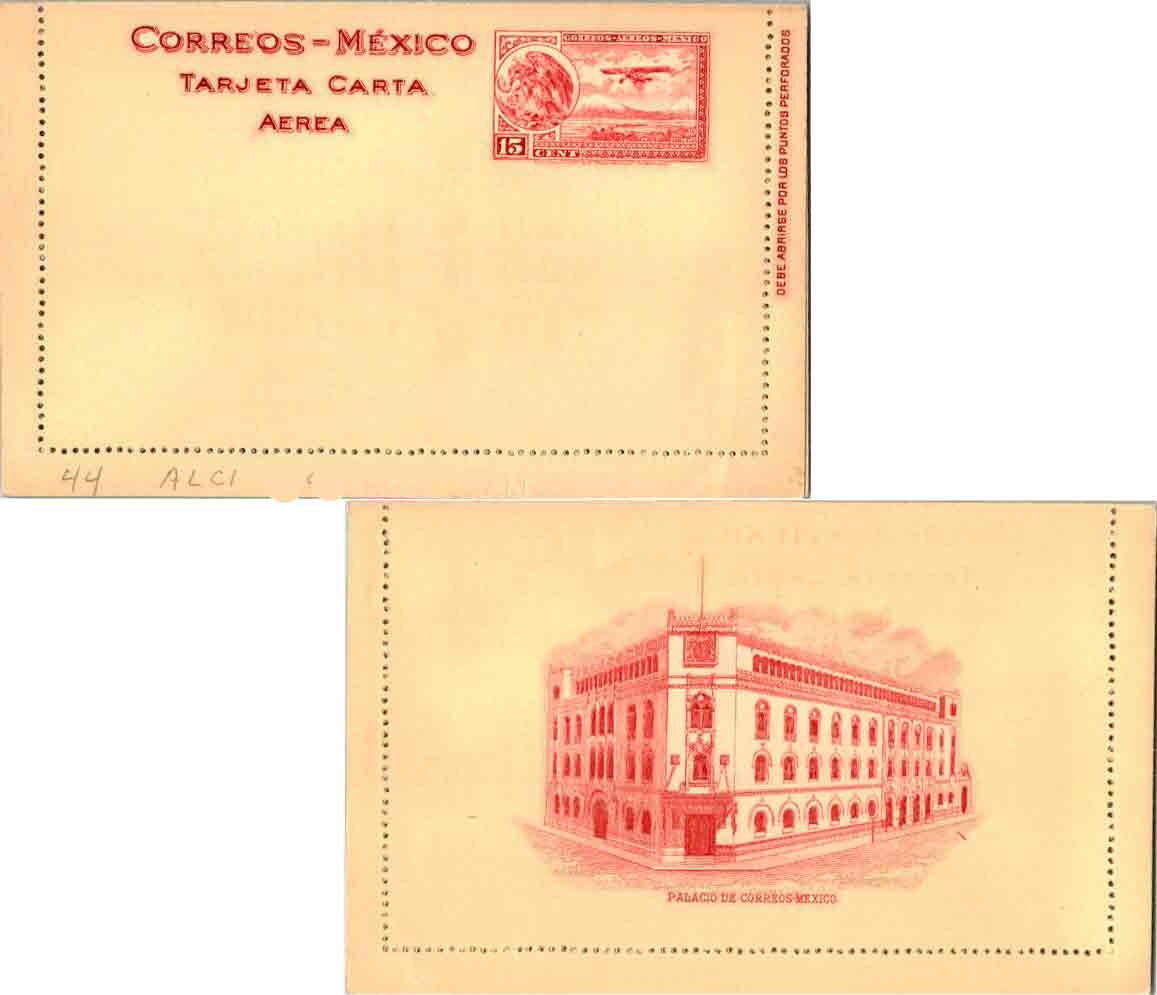 CORREOS-MÉXICO
TARJETA CARTA
AEREA
CORREOS-AEREOS-MEXICO
15 CENT
DEBE ABRIRSE POR LOS PUNTOS PERFORADOS
44 ALCI
PALACIO DE CORREOS-MEXICO